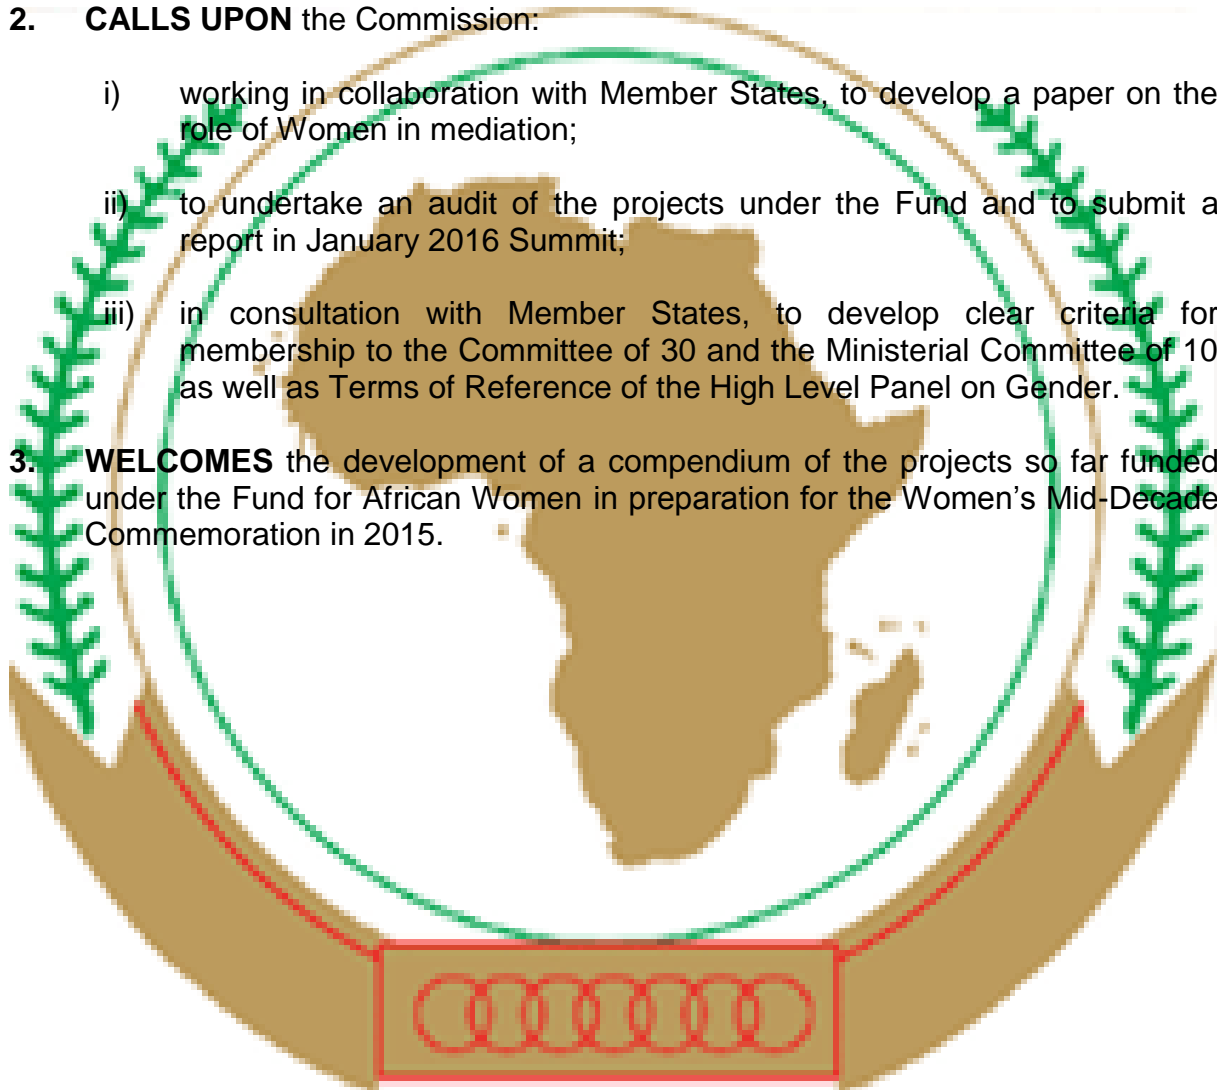 2. CALLS UPON the Commission:
i) working in collaboration with Member States, to develop a paper on the
role of Women in mediation;
ii) to undertake an audit of the projects under the Fund and to submit a
report in January 2016 Summit;
iii) in consultation with Member States, to develop clear criteria for
membership to the Committee of 30 and the Ministerial Committee of 10
as well as Terms of Reference of the High Level Panel on Gender.
3. WELCOMES the development of a compendium of the projects so far funded
under the Fund for African Women in preparation for the Women’s Mid-Decade
Commemoration in 2015.